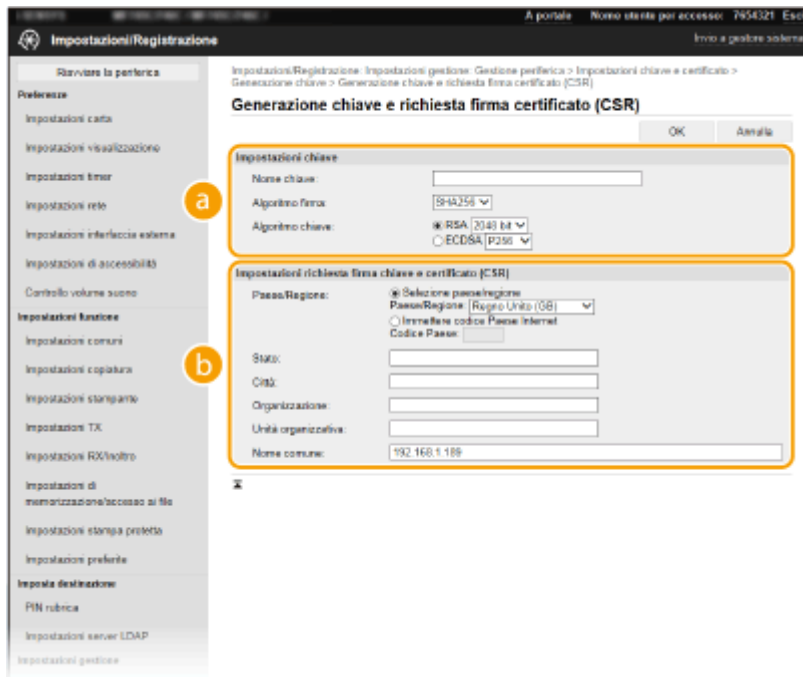 A portale Nome utente per accesso: 7654321 Esc
Impostazioni/Registrazione
Invio a gestore sistema
Riavviare la periferica
Impostazioni/Registrazione: Impostazioni gestione: Gestione periferica > Impostazioni chiave e certificato >
Generazione chiave > Generazione chiave e richiesta firma certificato (CSR)
Generazione chiave e richiesta firma certificato (CSR)
OK Annulla
Preferenze
Impostazioni carta
Impostazioni visualizzazione
Impostazioni timer
Impostazioni rete
Impostazioni interfaccia esterna
Impostazioni di accessibilità
Controllo volume suono
Impostazioni funzione
Impostazioni comuni
Impostazioni copiatura
Impostazioni stampante
Impostazioni TX
Impostazioni RX/Inoltro
Impostazioni di
memorizzazione/accesso ai file
Impostazioni stampa protetta
Impostazioni preferite
Imposta destinazione
PIN rubrica
Impostazioni server LDAP
Impostazioni gestione
a
Impostazioni chiave
Nome chiave:
Algoritmo firma: SHA256
Algoritmo chiave: RSA 2048 bit
ECDSA P256
b
Impostazioni richiesta firma chiave e certificato (CSR)
Paese/Regione: Selezione paese/regione
Paese/Regione: Regno Unito (GB)
Immettere codice Paese Internet
Codice Paese:
Stato:
Città:
Organizzazione:
Unità organizzativa:
Nome comune: 192.168.1.189